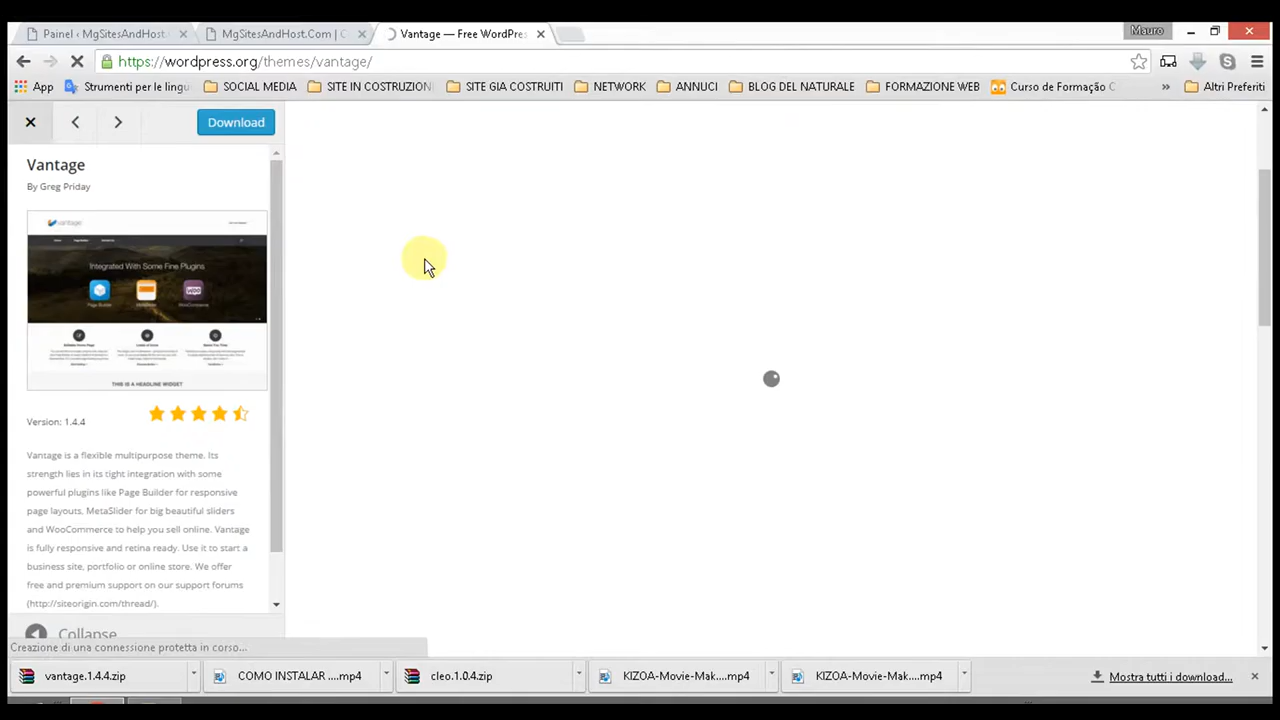 Painel ‹ MgSitesAndHost.
MgSitesAndHost.Com | C
Vantage — Free WordPres
Mauro
https://wordpress.org/themes/vantage/
App
Strumenti per le lingu
SOCIAL MEDIA
SITE IN COSTRUZION
SITE GIA COSTRUITI
NETWORK
ANNUCI
BLOG DEL NATURALE
FORMAZIONE WEB
Curso de Formação C
»
Altri Preferiti
Download
Vantage
By Greg Priday
vantage
Integrated With Some Fine Plugins
Page Builder
MetaSlider
WooCommerce
THIS IS A HEADLINE WIDGET
Version: 1.4.4
Vantage is a flexible multipurpose theme. Its
strength lies in its tight integration with some
powerful plugins like Page Builder for responsive
page layouts, MetaSlider for big beautiful sliders
and WooCommerce to help you sell online. Vantage
is fully responsive and retina ready. Use it to start a
business site, portfolio or online store. We offer
free and premium support on our support forums
(http://siteorigin.com/thread/).
Collapse
Creazione di una connessione protetta in corso...
vantage.1.4.4.zip
COMO INSTALAR ....mp4
cleo.1.0.4.zip
KIZOA-Movie-Mak....mp4
KIZOA-Movie-Mak....mp4
Mostra tutti i download...